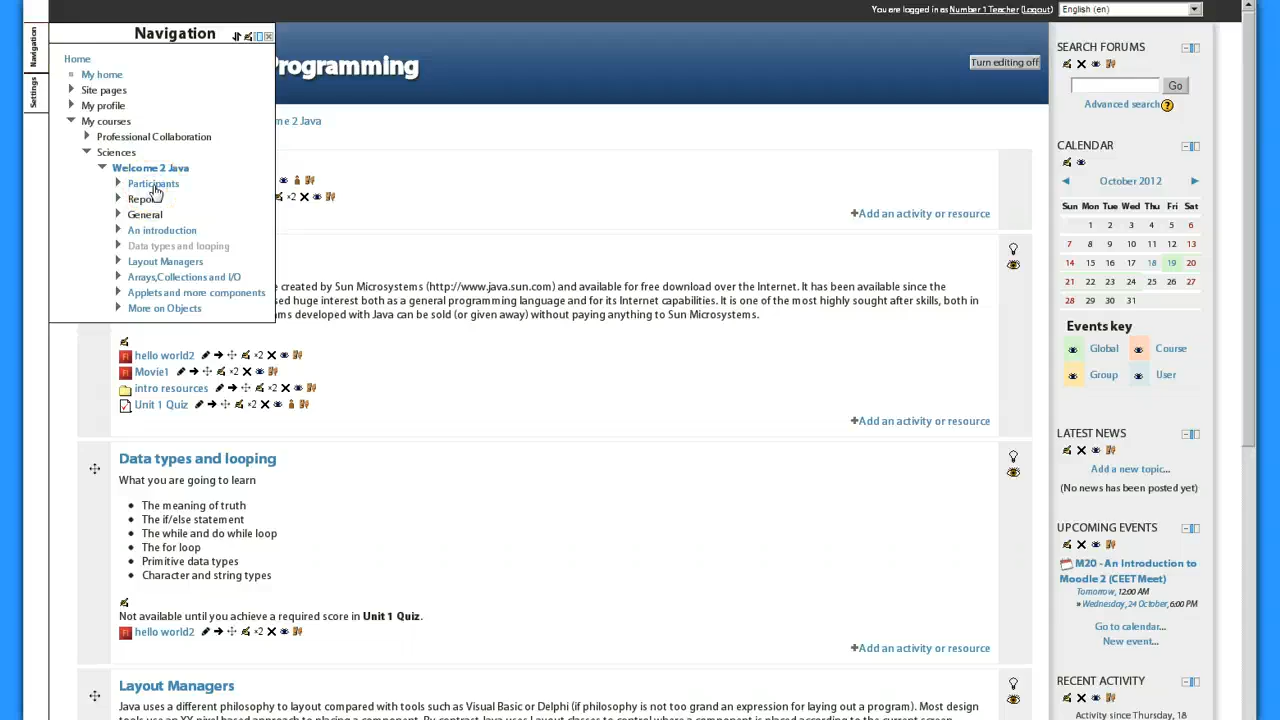 You are logged in as Number 1 Teacher (Logout)
English (en)
Navigation
Settings
Navigation
Home
My home
Site pages
My profile
My courses
Professional Collaboration
Sciences
Welcome 2 Java
Participants
General
An introduction
Data types and looping
Layout Managers
Arrays,Collections and I/O
Applets and more components
More on Objects
Programming
Turn editing off
2 Java
×2
Add an activity or resource
created by Sun Microsystems (http://www.java.sun.com) and available for free download over the Internet. It has been available since the
huge interest both as a general programming language and for its Internet capabilities. It is one of the most highly sought after skills, both in
developed with Java can be sold (or given away) without paying anything to Sun Microsystems.
hello world2 ×2
Movie1 ×2
intro resources ×2
Unit 1 Quiz ×2
Add an activity or resource
Data types and looping
What you are going to learn
The meaning of truth
The if/else statement
The while and do while loop
The for loop
Primitive data types
Character and string types
Not available until you achieve a required score in Unit 1 Quiz.
hello world2 ×2
Add an activity or resource
Layout Managers
Java uses a different philosophy to layout compared with tools such as Visual Basic or Delphi (if philosophy is not too grand an expression for laying out a program). Most design
SEARCH FORUMS
Go
Advanced search
CALENDAR
October 2012
Sun Mon Tue Wed Thu Fri Sat
1 2 3 4 5 6
7 8 9 10 11 12 13
14 15 16 17 18 19 20
21 22 23 24 25 26 27
28 29 30 31
Events key
Global Course
Group User
LATEST NEWS
Add a new topic...
(No news has been posted yet)
UPCOMING EVENTS
M20 - An Introduction to
Moodle 2 (CEET Meet)
Tomorrow, 12:00 AM
» Wednesday, 24 October, 6:00 PM
Go to calendar...
New event...
RECENT ACTIVITY
Activity since Thursday, 18